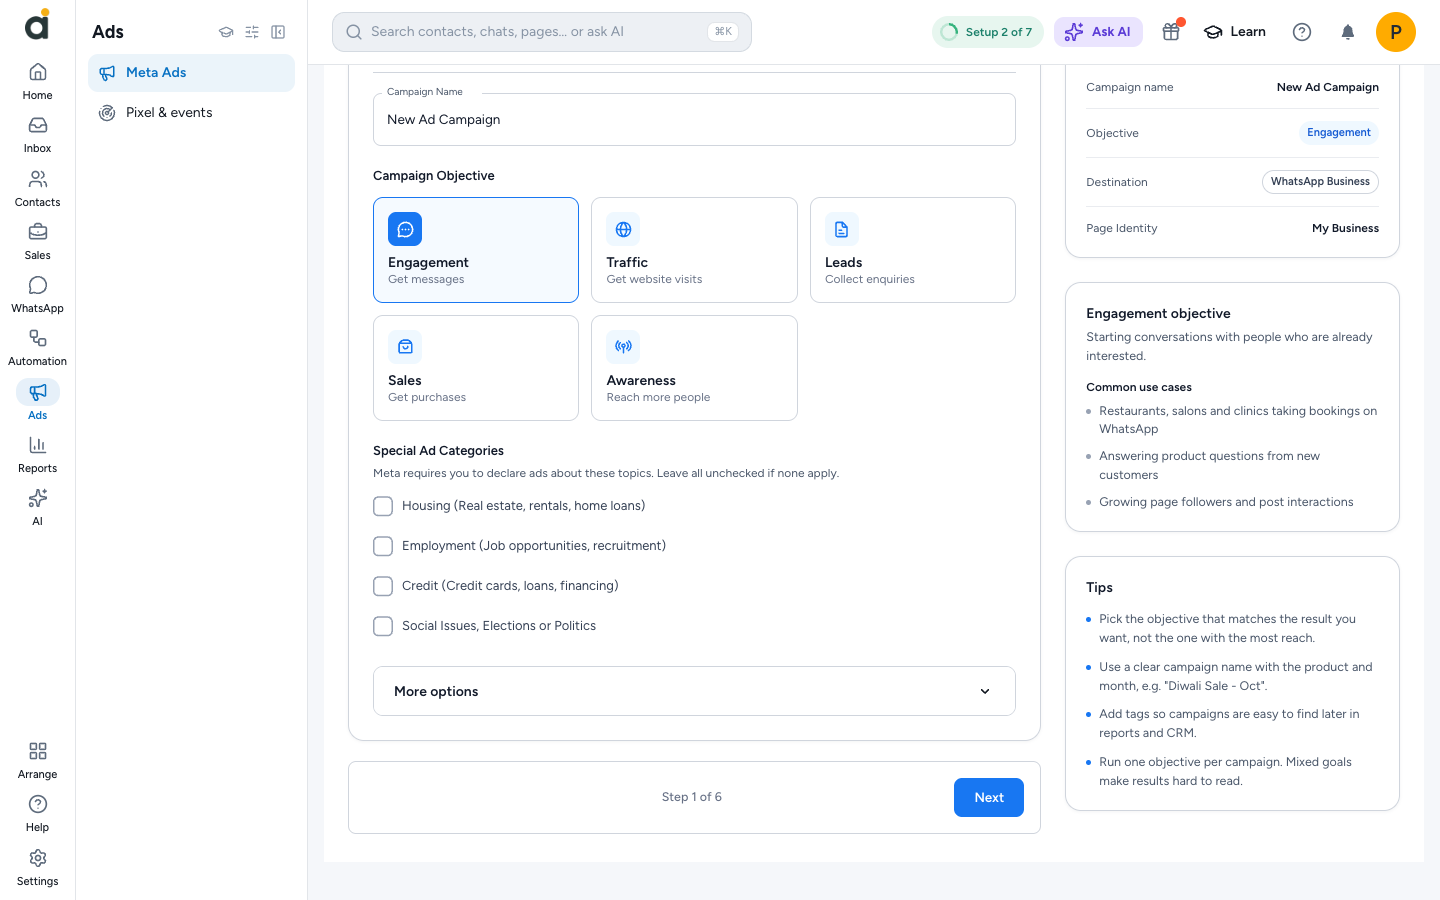 Home
Inbox
Contacts
Sales
WhatsApp
Automation
Ads
Reports
AI
Arrange
Help
Settings
Ads
Meta Ads
Pixel & events
Search contacts, chats, pages... or ask AI
⌘K
Setup 2 of 7
Ask AI
Learn
P
Campaign Name
New Ad Campaign
Campaign Objective
Engagement
Get messages
Traffic
Get website visits
Leads
Collect enquiries
Sales
Get purchases
Awareness
Reach more people
Special Ad Categories
Meta requires you to declare ads about these topics. Leave all unchecked if none apply.
Housing (Real estate, rentals, home loans)
Employment (Job opportunities, recruitment)
Credit (Credit cards, loans, financing)
Social Issues, Elections or Politics
More options
Step 1 of 6
Next
Campaign name
New Ad Campaign
Objective
Engagement
Destination
WhatsApp Business
Page Identity
My Business
Engagement objective
Starting conversations with people who are already
interested.
Common use cases
Restaurants, salons and clinics taking bookings on
WhatsApp
Answering product questions from new
customers
Growing page followers and post interactions
Tips
Pick the objective that matches the result you
want, not the one with the most reach.
Use a clear campaign name with the product and
month, e.g. "Diwali Sale - Oct".
Add tags so campaigns are easy to find later in
reports and CRM.
Run one objective per campaign. Mixed goals
make results hard to read.